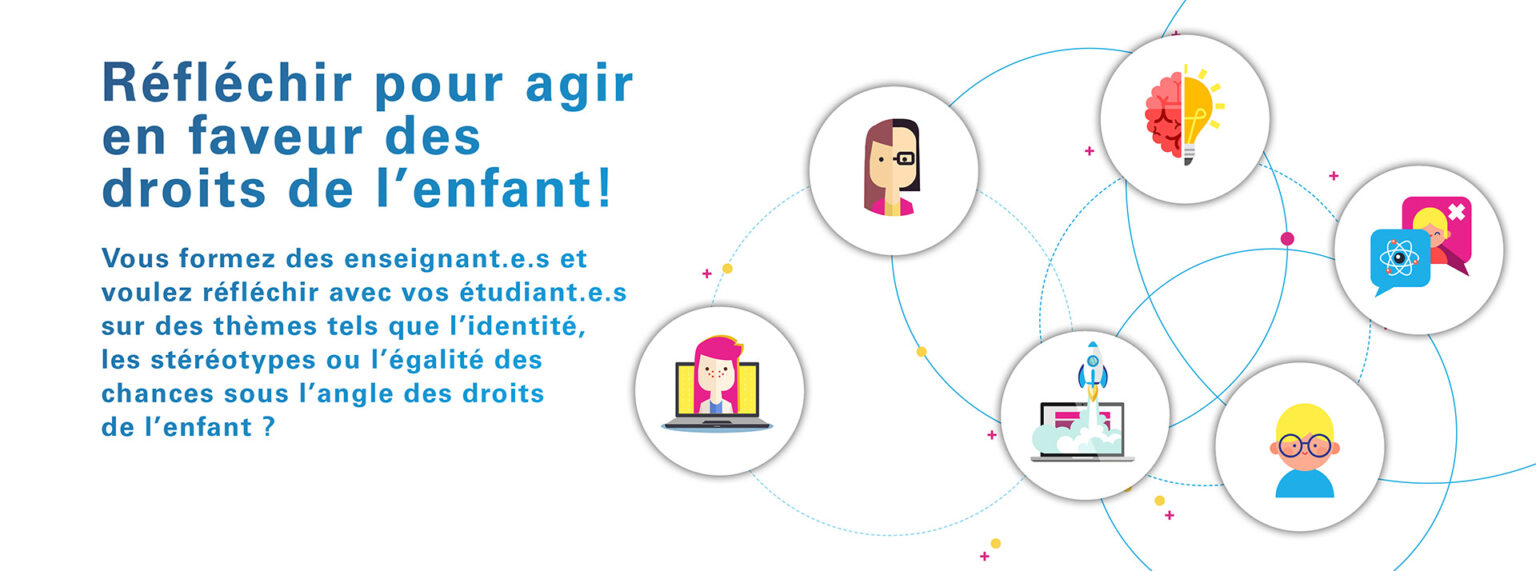 Réfléchir pour agir
en faveur des
droits de l’enfant!
Vous formez des enseignant.e.s et
voulez réfléchir avec vos étudiant.e.s
sur des thèmes tels que l’identité,
les stéréotypes ou l’égalité des
chances sous l’angle des droits
de l’enfant ?